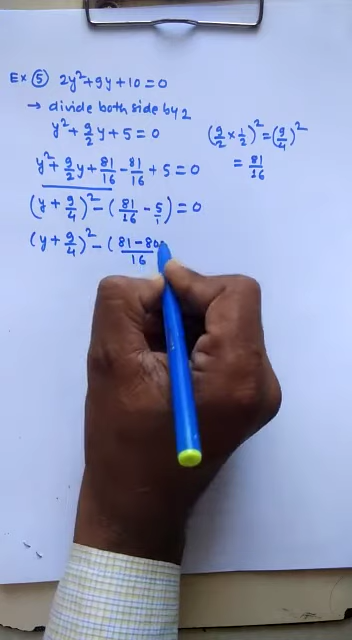 Ex ⑤ 2y²+9y+10=0
→ divide both side by 2
y²+9/2y+5=0
(9/2×1/2)²=(9/4)²
=81/16
y²+9/2y+81/16-81/16+5=0
(y+9/4)²-(81/16-5/1)=0
(y+9/4)²-(81-80/16